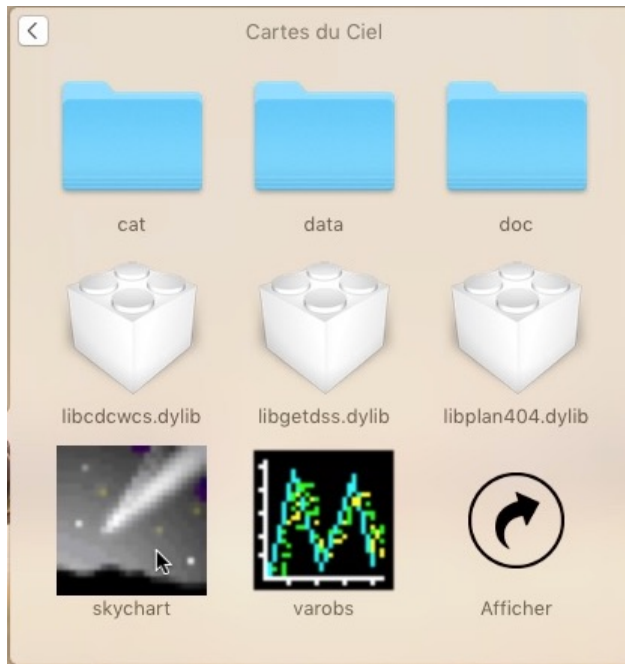 Cartes du Ciel
cat data doc
libcdcwcs.dylib libgetdss.dylib libplan404.dylib
skychart varobs Afficher